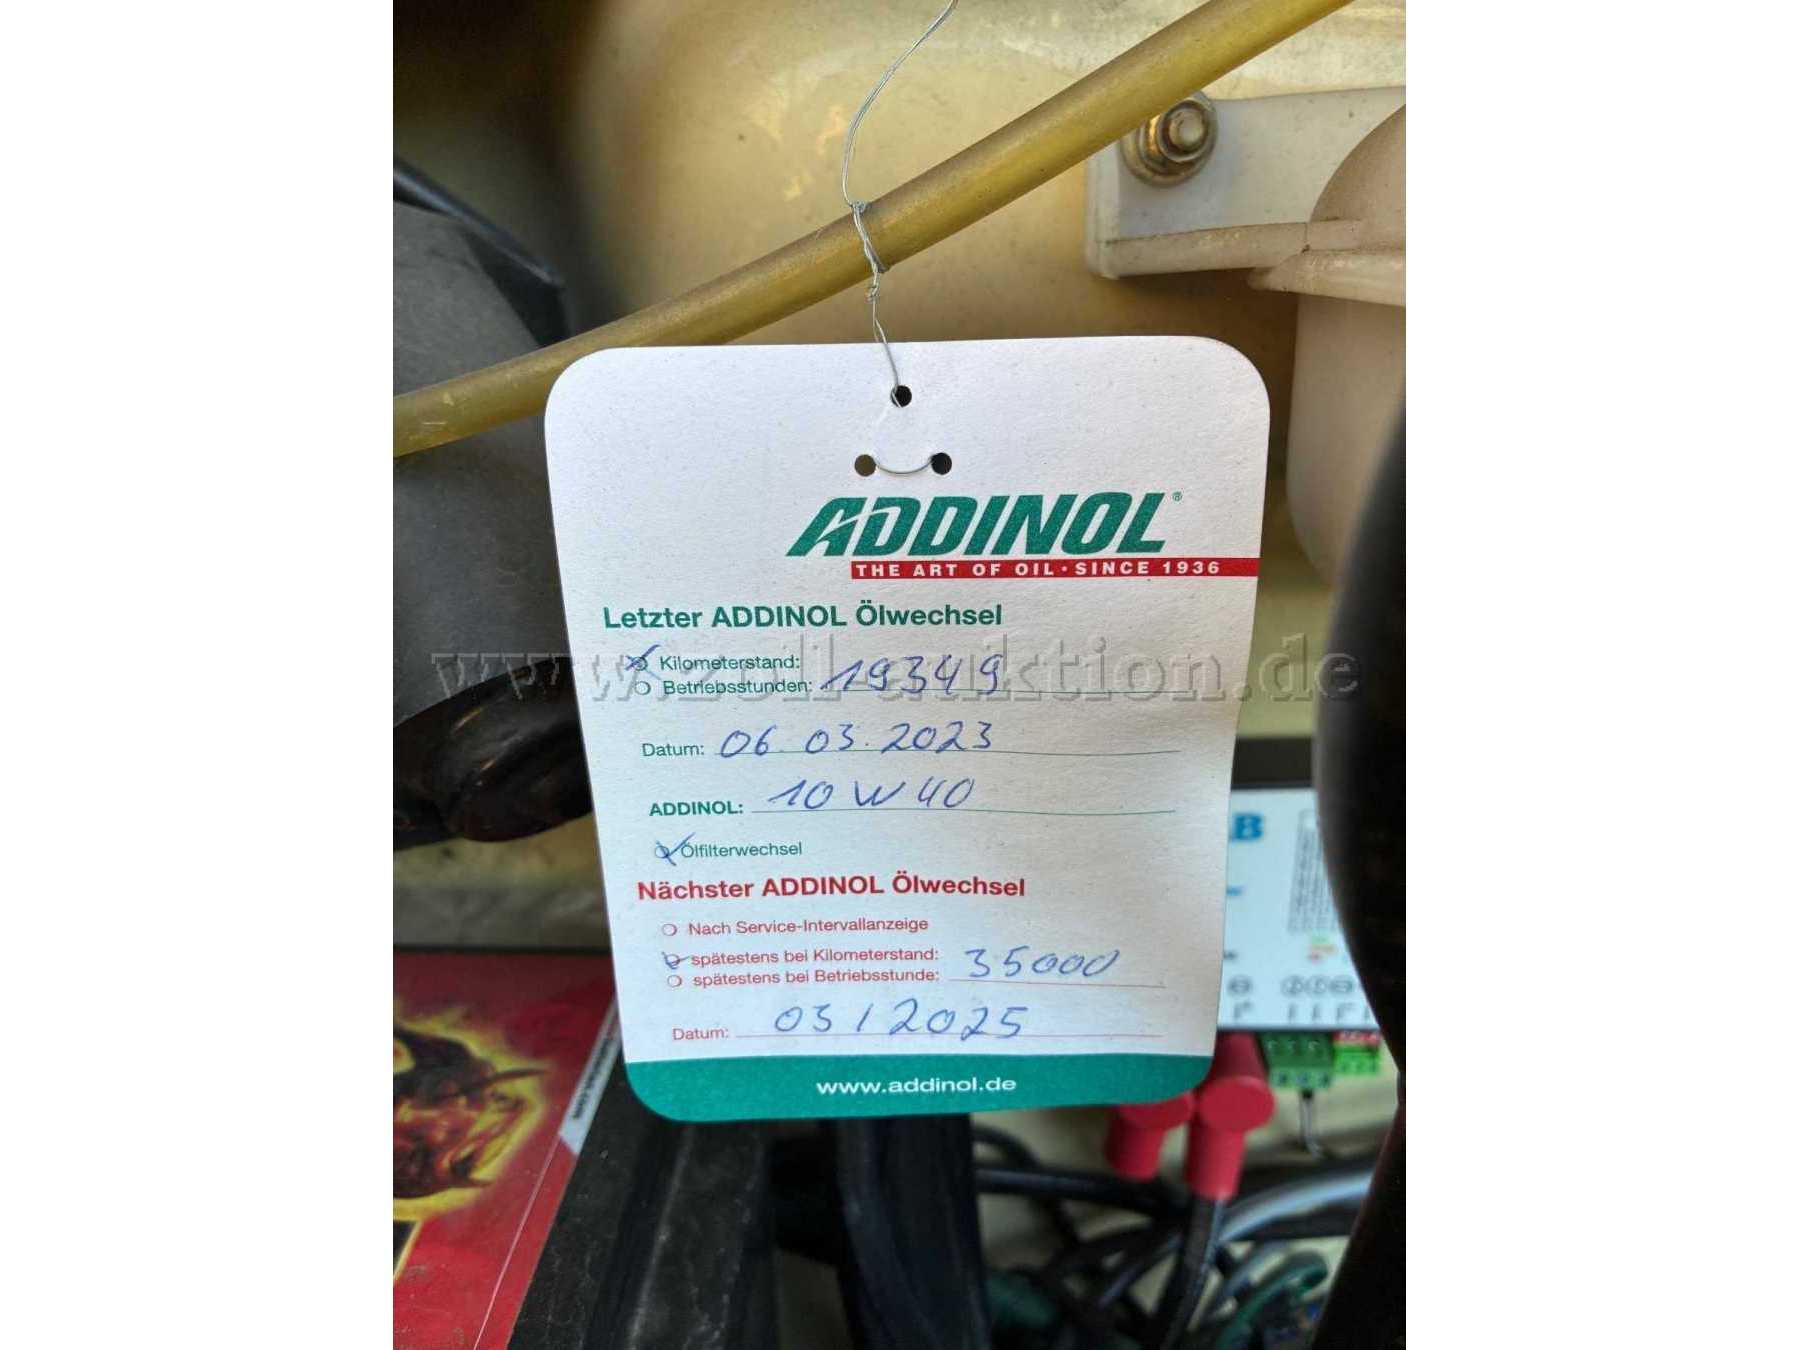 ADDINOL®
THE ART OF OIL · SINCE 1936
Letzter ADDINOL Ölwechsel
Kilometerstand:
Betriebsstunden: 19349
www.zoll-auktion.de
Datum: 06.03.2023
ADDINOL: 10W40
Ölfilterwechsel
Nächster ADDINOL Ölwechsel
Nach Service-Intervallanzeige
spätestens bei Kilometerstand: 35000
spätestens bei Betriebsstunde:
Datum: 03/2025
www.addinol.de